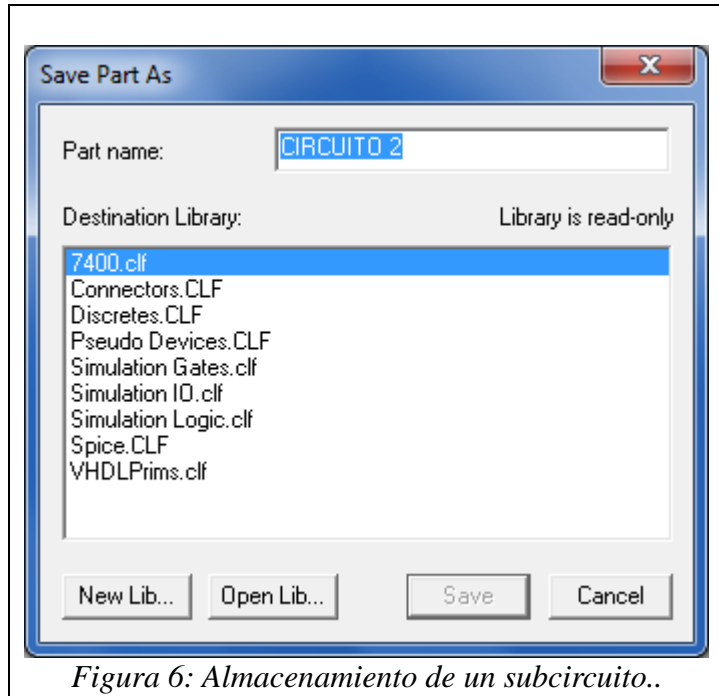 Save Part As
Part name: CIRCUITO 2
Destination Library: Library is read-only
7400.clf
Connectors.CLF
Discretes.CLF
Pseudo Devices.CLF
Simulation Gates.clf
Simulation IO.clf
Simulation Logic.clf
Spice.CLF
VHDLPrims.clf
New Lib... Open Lib... Save Cancel
Figura 6: Almacenamiento de un subcircuito..